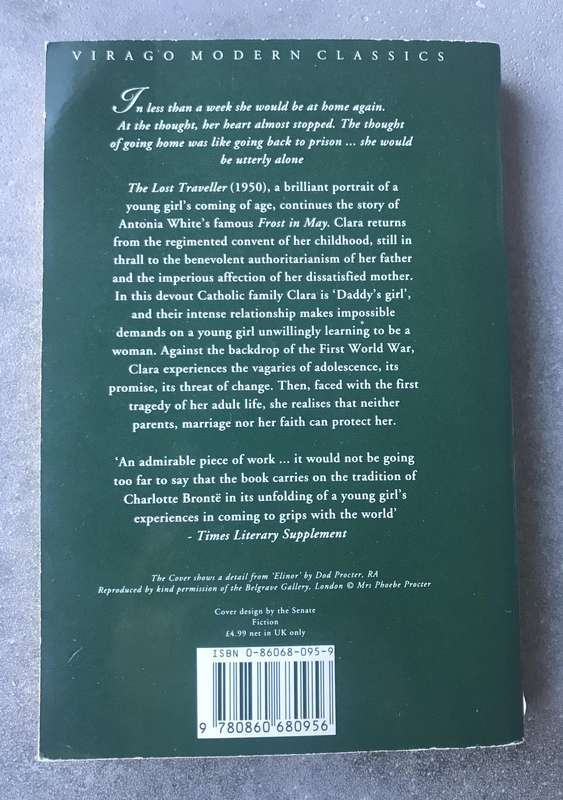 VIRAGO MODERN CLASSICS
In less than a week she would be at home again.
At the thought, her heart almost stopped. The thought
of going home was like going back to prison ... she would
be utterly alone
The Lost Traveller (1950), a brilliant portrait of a
young girl's coming of age, continues the story of
Antonia White's famous Frost in May. Clara returns
from the regimented convent of her childhood, still in
thrall to the benevolent authoritarianism of her father
and the imperious affection of her dissatisfied mother.
In this devout Catholic family Clara is 'Daddy's girl',
and their intense relationship makes impossible
demands on a young girl unwillingly learning to be a
woman. Against the backdrop of the First World War,
Clara experiences the vagaries of adolescence, its
promise, its threat of change. Then, faced with the first
tragedy of her adult life, she realises that neither
parents, marriage nor her faith can protect her.
'An admirable piece of work ... it would not be going
too far to say that the book carries on the tradition of
Charlotte Brontë in its unfolding of a young girl's
experiences in coming to grips with the world'
- Times Literary Supplement
The Cover shows a detail from 'Elinor' by Dod Procter, RA
Reproduced by kind permission of the Belgrave Gallery, London © Mrs Phoebe Procter
Cover design by the Senate
Fiction
£4.99 net in UK only
ISBN 0-86068-095-9
9 780860 680956